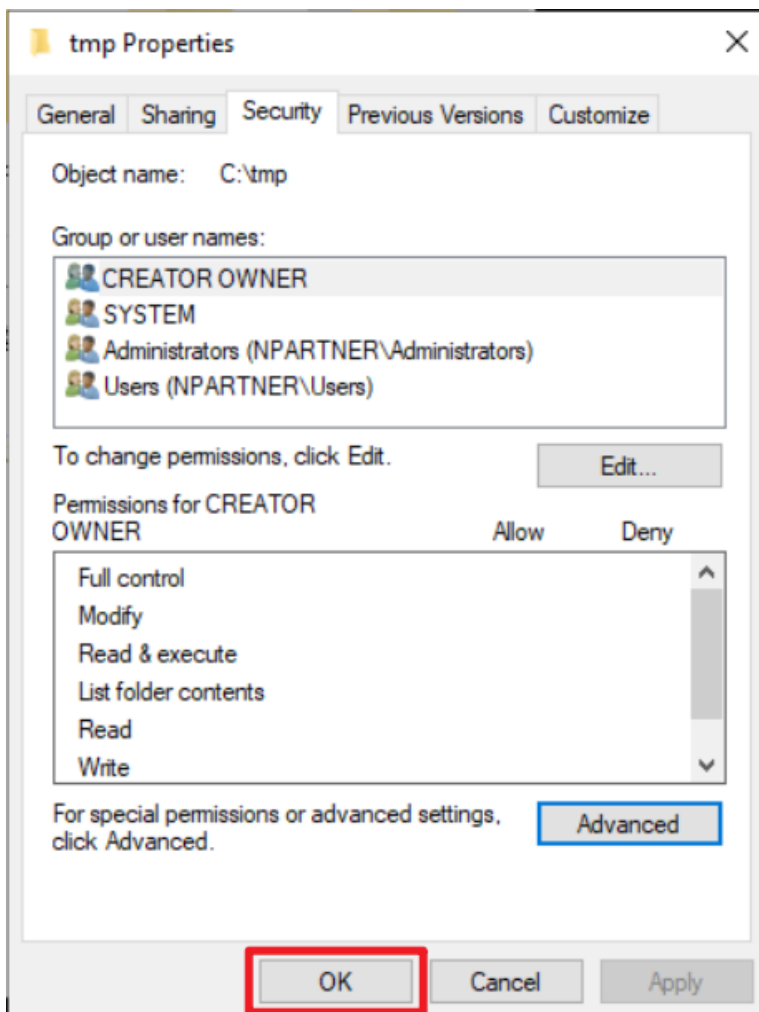 tmp Properties
General Sharing Security Previous Versions Customize
Object name: C:\tmp
Group or user names:
CREATOR OWNER
SYSTEM
Administrators (NPARTNER\Administrators)
Users (NPARTNER\Users)
To change permissions, click Edit.
Edit...
Permissions for CREATOR
OWNER Allow Deny
Full control
Modify
Read & execute
List folder contents
Read
Write
For special permissions or advanced settings,
click Advanced.
Advanced
OK Cancel Apply